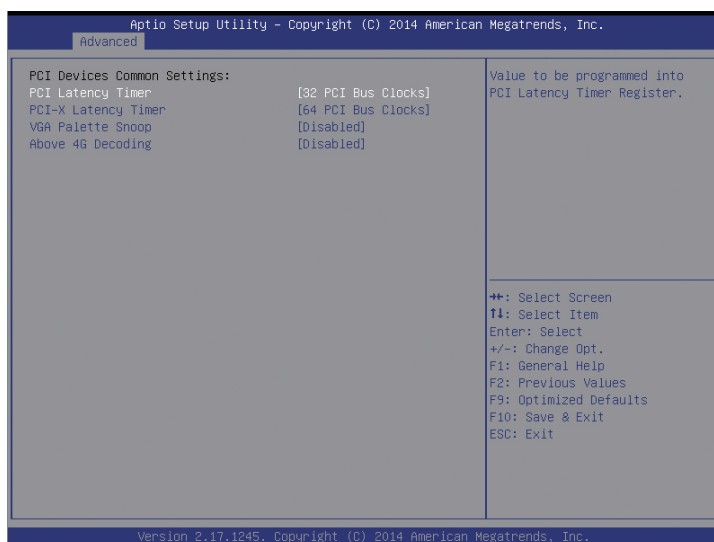 Aptio Setup Utility – Copyright (C) 2014 American Megatrends, Inc.
Advanced
PCI Devices Common Settings:
PCI Latency Timer [32 PCI Bus Clocks]
PCI-X Latency Timer [64 PCI Bus Clocks]
VGA Palette Snoop [Disabled]
Above 4G Decoding [Disabled]
Value to be programmed into
PCI Latency Timer Register.
→←: Select Screen
↑↓: Select Item
Enter: Select
+/-: Change Opt.
F1: General Help
F2: Previous Values
F9: Optimized Defaults
F10: Save & Exit
ESC: Exit
Version 2.17.1245. Copyright (C) 2014 American Megatrends, Inc.